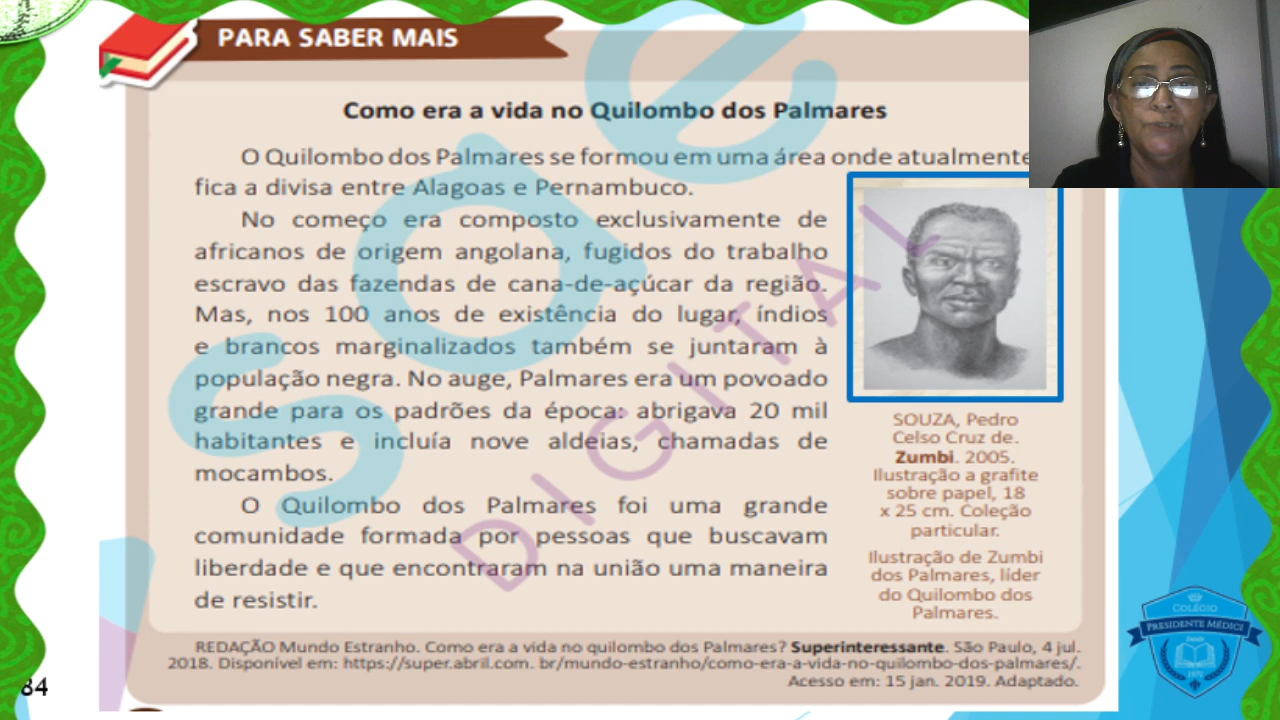 PARA SABER MAIS
Como era a vida no Quilombo dos Palmares
O Quilombo dos Palmares se formou em uma área onde atualmente
fica a divisa entre Alagoas e Pernambuco.
No começo era composto exclusivamente de
africanos de origem angolana, fugidos do trabalho
escravo das fazendas de cana-de-açúcar da região.
Mas, nos 100 anos de existência do lugar, índios
e brancos marginalizados também se juntaram à
população negra. No auge, Palmares era um povoado
grande para os padrões da época: abrigava 20 mil
habitantes e incluía nove aldeias, chamadas de
mocambos.
O Quilombo dos Palmares foi uma grande
comunidade formada por pessoas que buscavam
liberdade e que encontraram na união uma maneira
de resistir.
SOUZA, Pedro
Celso Cruz de.
Zumbi. 2005.
Ilustração a grafite
sobre papel, 18
x 25 cm. Coleção
particular.
Ilustração de Zumbi
dos Palmares, líder
do Quilombo dos
Palmares.
REDAÇÃO Mundo Estranho. Como era a vida no quilombo dos Palmares? Superinteressante. São Paulo, 4 jul.
2018. Disponível em: https://super.abril.com. br/mundo-estranho/como-era-a-vida-no-quilombo-dos-palmares/.
Acesso em: 15 jan. 2019. Adaptado.
84
sae
DIGITAL
COLÉGIO
PRESIDENTE MÉDICI